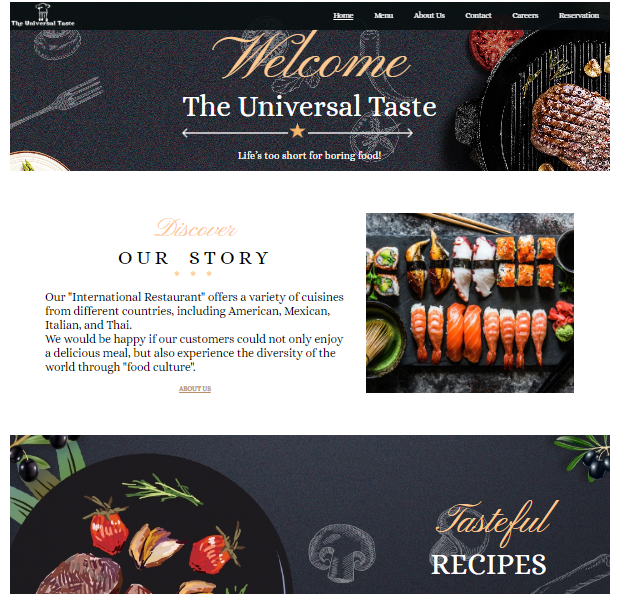 The Universal Taste
Home Menu About Us Contact Careers Reservation
Welcome
The Universal Taste
Life's too short for boring food!
Discover
OUR STORY
Our "International Restaurant" offers a variety of cuisines
from different countries, including American, Mexican,
Italian, and Thai.
We would be happy if our customers could not only enjoy
a delicious meal, but also experience the diversity of the
world through "food culture".
ABOUT US
Tasteful
RECIPES